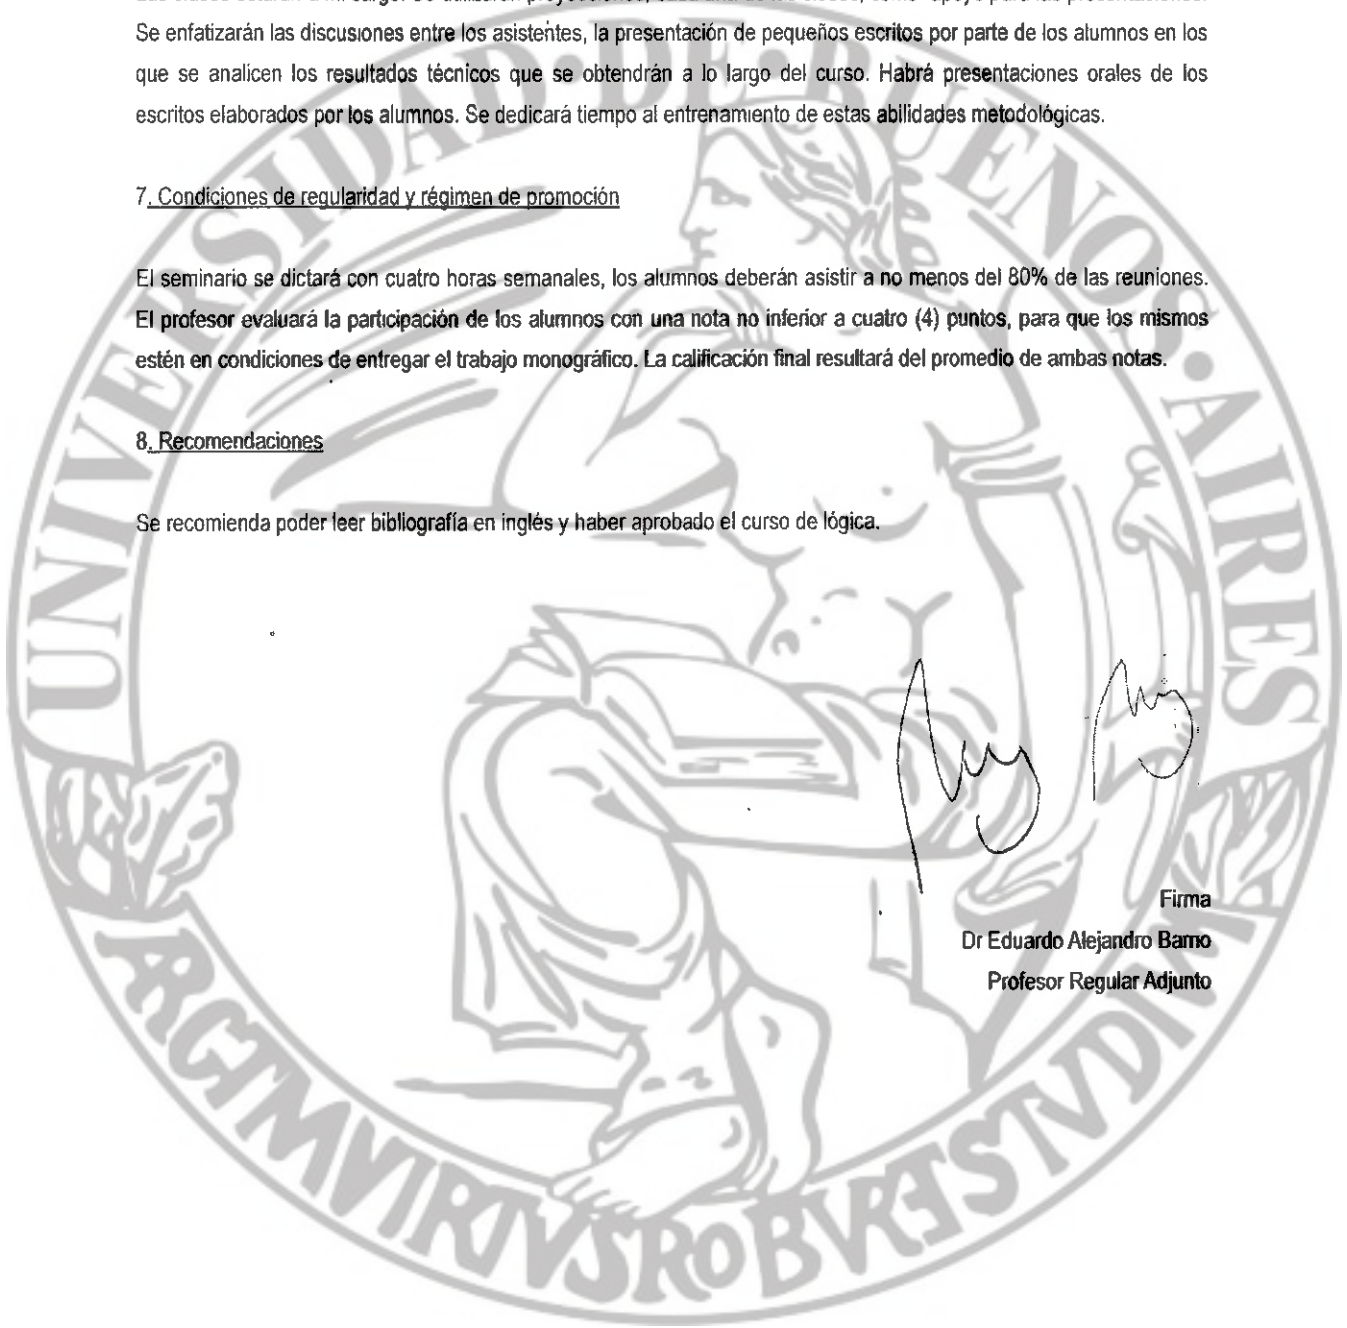 Se enfatizarán las discusiones entre los asistentes, la presentación de pequeños escritos por parte de los alumnos en los
que se analicen los resultados técnicos que se obtendrán a lo largo del curso. Habrá presentaciones orales de los
escritos elaborados por los alumnos. Se dedicará tiempo al entrenamiento de estas abilidades metodológicas.
7. Condiciones de regularidad y régimen de promoción
El seminario se dictará con cuatro horas semanales, los alumnos deberán asistir a no menos del 80% de las reuniones.
El profesor evaluará la participación de los alumnos con una nota no inferior a cuatro (4) puntos, para que los mismos
estén en condiciones de entregar el trabajo monográfico. La calificación final resultará del promedio de ambas notas.
8. Recomendaciones
Se recomienda poder leer bibliografía en inglés y haber aprobado el curso de lógica.
Firma
Dr Eduardo Alejandro Barrio
Profesor Regular Adjunto
UNIVERSIDAD•DE•BUENOS•AIRES
ARGTMVIRTVSROBVRETSTVDIVM